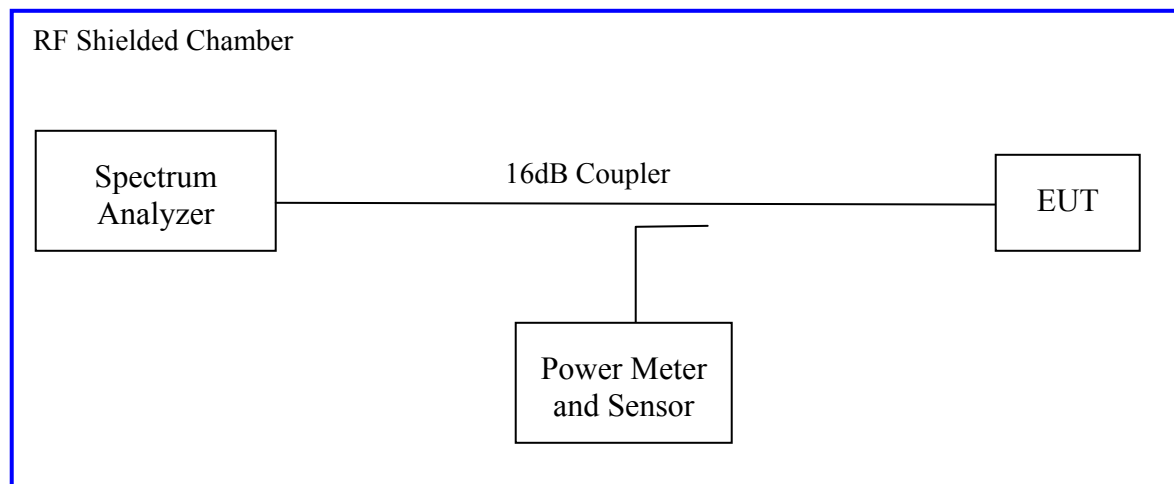 RF Shielded Chamber
Spectrum
Analyzer
16dB Coupler
EUT
Power Meter
and Sensor